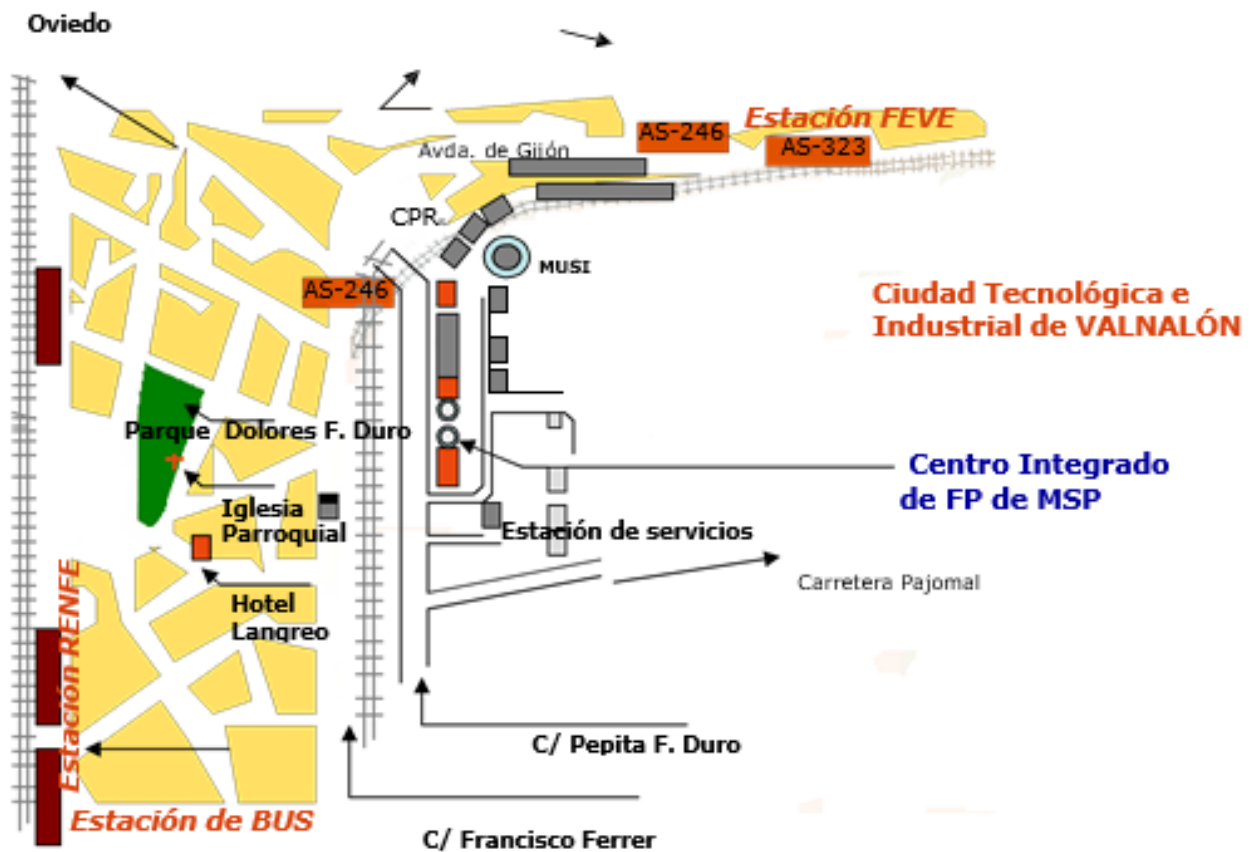 Oviedo
Estación FEVE
AS-246
AS-323
Avda. de Gijón
CPR
MUSI
AS-246
Ciudad Tecnológica e
Industrial de VALNALÓN
Parque Dolores F. Duro
Centro Integrado
de FP de MSP
Iglesia
Parroquial
Estación de servicios
Carretera Pajomal
Hotel
Langreo
Estación RENFE
C/ Pepita F. Duro
Estación de BUS
C/ Francisco Ferrer